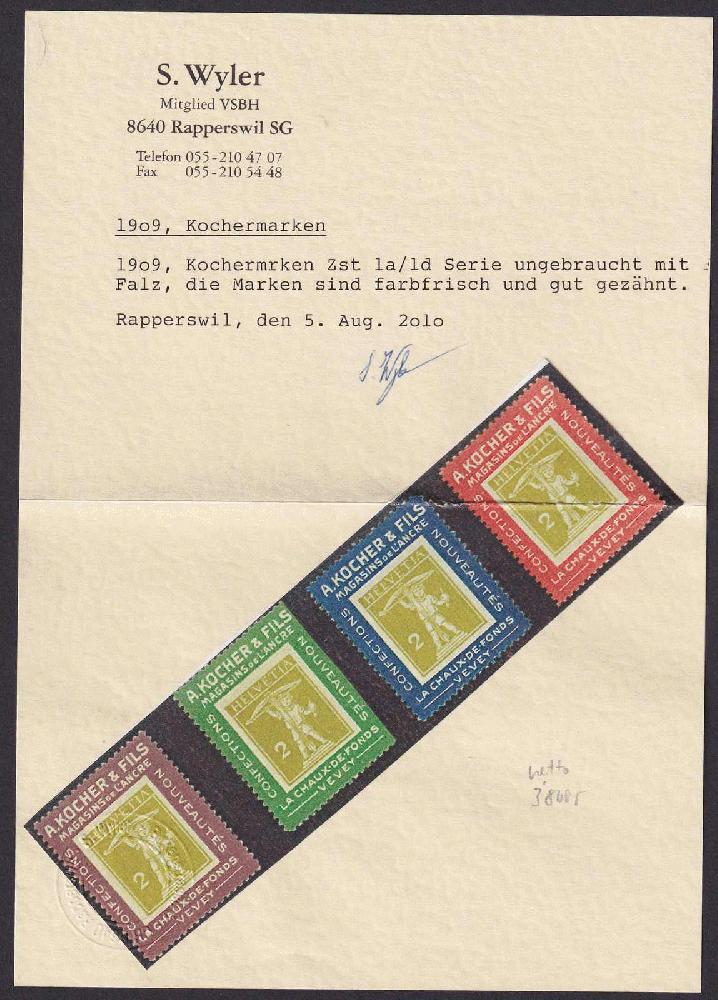 S. Wyler
Mitglied VSBH
8640 Rapperswil SG
Telefon 055-210 47 07
Fax 055-210 54 48
19o9, Kochermarken
19o9, Kochermrken Zst 1a/1d Serie ungebraucht mit
Falz, die Marken sind farbfrisch und gut gezähnt.
Rapperswil, den 5. Aug. 2o1o
S. Wyler
A. KOCHER & FILS
MAGASINS DE L'ANCRE
CONFECTIONS
NOUVEAUTÉS
HELVETIA
2
LA CHAUX-DE-FONDS
VEVEY
A. KOCHER & FILS
MAGASINS DE L'ANCRE
CONFECTIONS
NOUVEAUTÉS
HELVETIA
2
LA CHAUX-DE-FONDS
VEVEY
A. KOCHER & FILS
MAGASINS DE L'ANCRE
CONFECTIONS
NOUVEAUTÉS
HELVETIA
2
LA CHAUX-DE-FONDS
VEVEY
A. KOCHER & FILS
MAGASINS DE L'ANCRE
CONFECTIONS
NOUVEAUTÉS
HELVETIA
2
LA CHAUX-DE-FONDS
VEVEY
netto